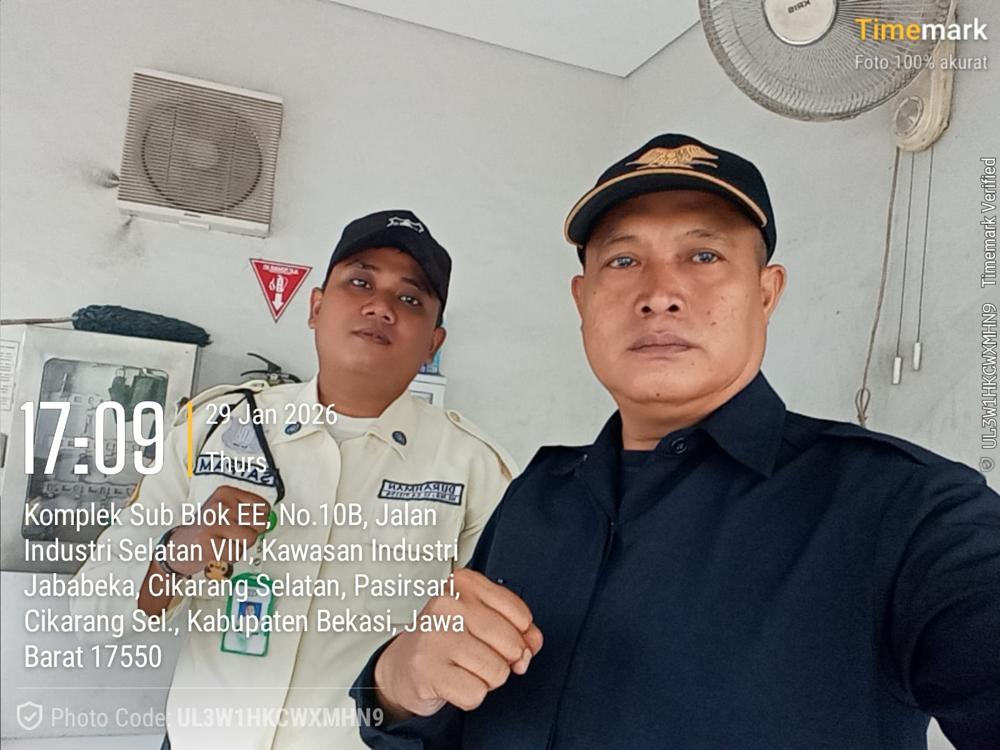 KRIS
Timemark
Foto 100% akurat
17:09
29 Jan 2026
Thurs
SATPAM
DURAHMAN
Komplek Sub Blok EE, No.10B, Jalan
Industri Selatan VIII, Kawasan Industri
Jababeka, Cikarang Selatan, Pasirsari,
Cikarang Sel., Kabupaten Bekasi, Jawa
Barat 17550
Photo Code: UL3W1HKCWXMHN9
UL3W1HKCWXMHN9 Timemark Verified